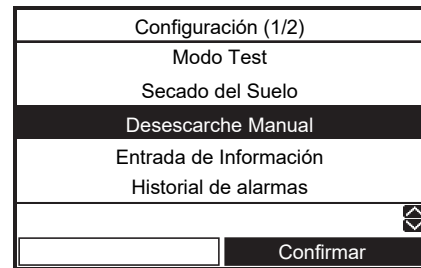 Configuración (1/2)
Modo Test
Secado del Suelo
Desescarche Manual
Entrada de Información
Historial de alarmas
Confirmar